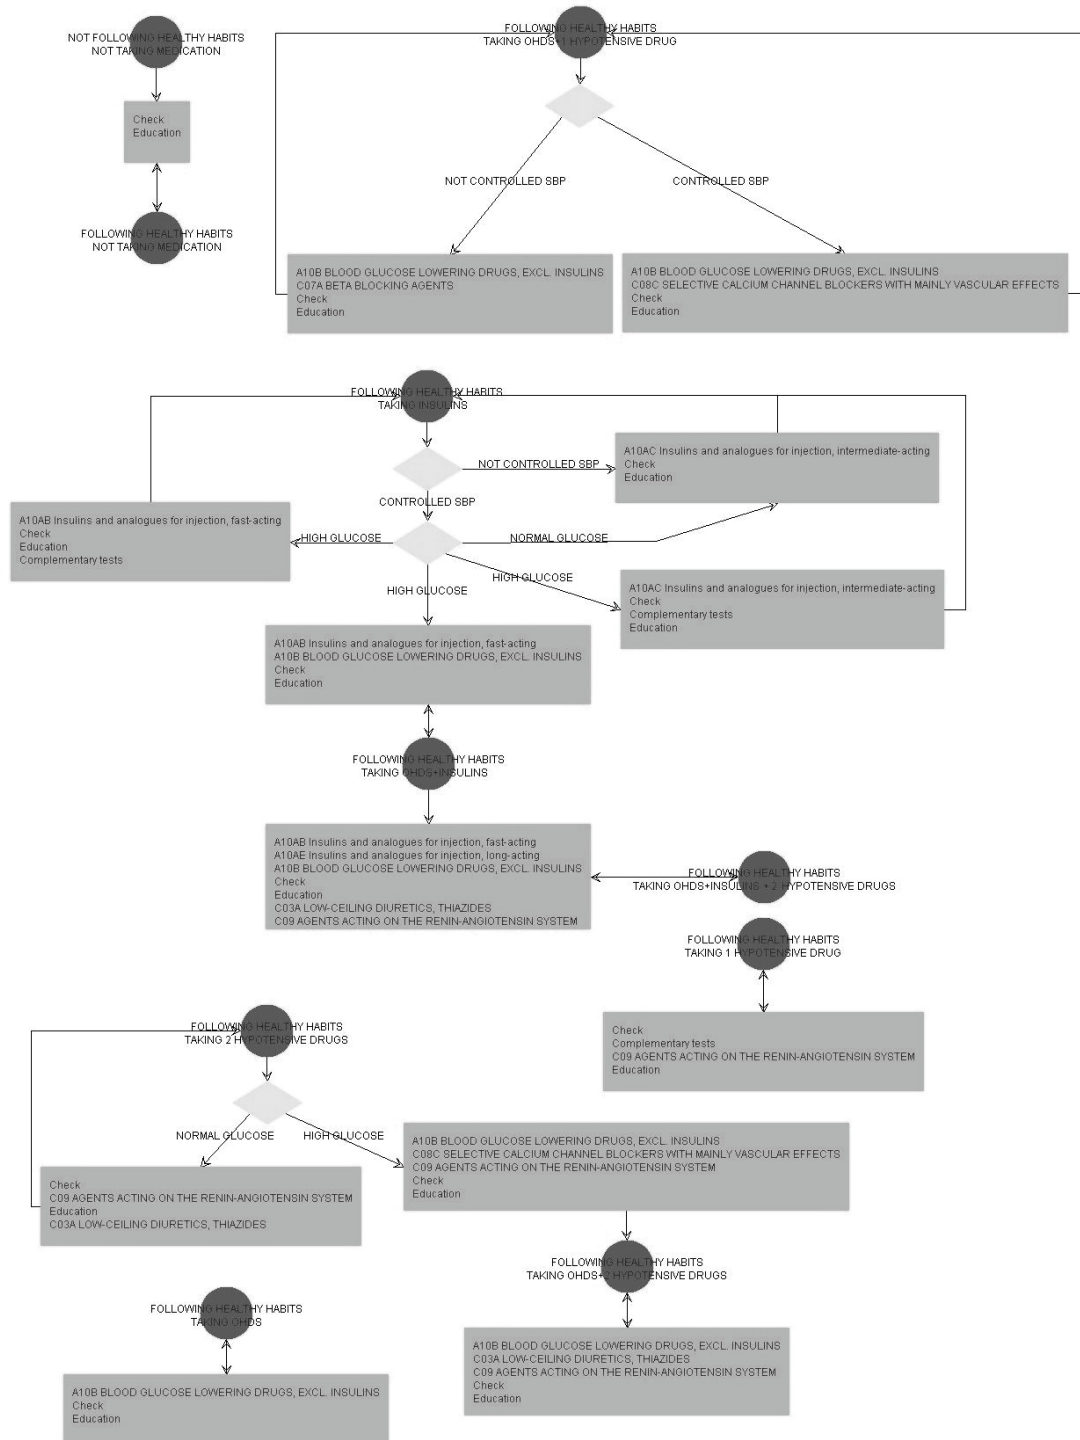 NOT FOLLOWING HEALTHY HABITS
NOT TAKING MEDICATION
Check
Education
FOLLOWING HEALTHY HABITS
NOT TAKING MEDICATION
FOLLOWING HEALTHY HABITS
TAKING OHDS+1 HYPOTENSIVE DRUG
NOT CONTROLLED SBP
CONTROLLED SBP
A10B BLOOD GLUCOSE LOWERING DRUGS, EXCL. INSULINS
C07A BETA BLOCKING AGENTS
Check
Education
A10B BLOOD GLUCOSE LOWERING DRUGS, EXCL. INSULINS
C08C SELECTIVE CALCIUM CHANNEL BLOCKERS WITH MAINLY VASCULAR EFFECTS
Check
Education
FOLLOWING HEALTHY HABITS
TAKING INSULINS
NOT CONTROLLED SBP
A10AC Insulins and analogues for injection, intermediate-acting
Check
Education
CONTROLLED SBP
A10AB Insulins and analogues for injection, fast-acting
Check
Education
Complementary tests
HIGH GLUCOSE
NORMAL GLUCOSE
HIGH GLUCOSE
HIGH GLUCOSE
A10AC Insulins and analogues for injection, intermediate-acting
Check
Complementary tests
Education
A10AB Insulins and analogues for injection, fast-acting
A10B BLOOD GLUCOSE LOWERING DRUGS, EXCL. INSULINS
Check
Education
FOLLOWING HEALTHY HABITS
TAKING OHDS+INSULINS
A10AB Insulins and analogues for injection, fast-acting
A10AE Insulins and analogues for injection, long-acting
A10B BLOOD GLUCOSE LOWERING DRUGS, EXCL. INSULINS
Check
Education
C03A LOW-CEILING DIURETICS, THIAZIDES
C09 AGENTS ACTING ON THE RENIN-ANGIOTENSIN SYSTEM
FOLLOWING HEALTHY HABITS
TAKING OHDS+INSULINS + 2 HYPOTENSIVE DRUGS
FOLLOWING HEALTHY HABITS
TAKING 1 HYPOTENSIVE DRUG
Check
Complementary tests
C09 AGENTS ACTING ON THE RENIN-ANGIOTENSIN SYSTEM
Education
FOLLOWING HEALTHY HABITS
TAKING 2 HYPOTENSIVE DRUGS
NORMAL GLUCOSE
HIGH GLUCOSE
Check
C09 AGENTS ACTING ON THE RENIN-ANGIOTENSIN SYSTEM
Education
C03A LOW-CEILING DIURETICS, THIAZIDES
A10B BLOOD GLUCOSE LOWERING DRUGS, EXCL. INSULINS
C08C SELECTIVE CALCIUM CHANNEL BLOCKERS WITH MAINLY VASCULAR EFFECTS
C09 AGENTS ACTING ON THE RENIN-ANGIOTENSIN SYSTEM
Check
Education
FOLLOWING HEALTHY HABITS
TAKING OHDS+2 HYPOTENSIVE DRUGS
A10B BLOOD GLUCOSE LOWERING DRUGS, EXCL. INSULINS
C03A LOW-CEILING DIURETICS, THIAZIDES
C09 AGENTS ACTING ON THE RENIN-ANGIOTENSIN SYSTEM
Check
Education
FOLLOWING HEALTHY HABITS
TAKING OHDS
A10B BLOOD GLUCOSE LOWERING DRUGS, EXCL. INSULINS
Check
Education